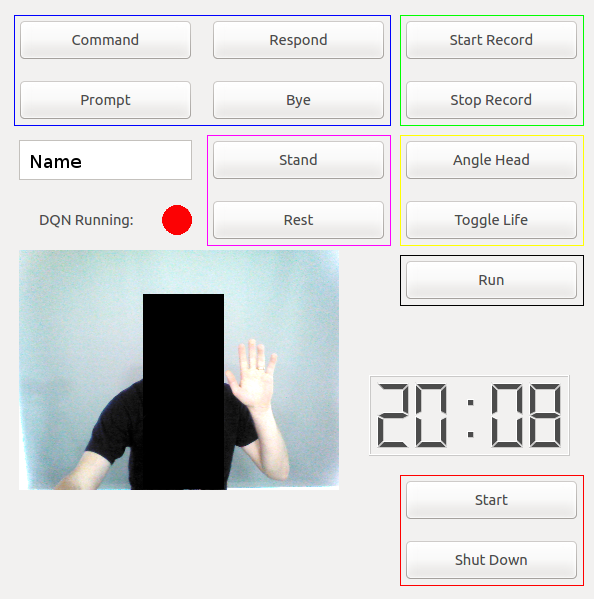 Command Respond Start Record
Prompt Bye Stop Record
Name Stand Angle Head
DQN Running: Rest Toggle Life
Run
20:08
Start
Shut Down